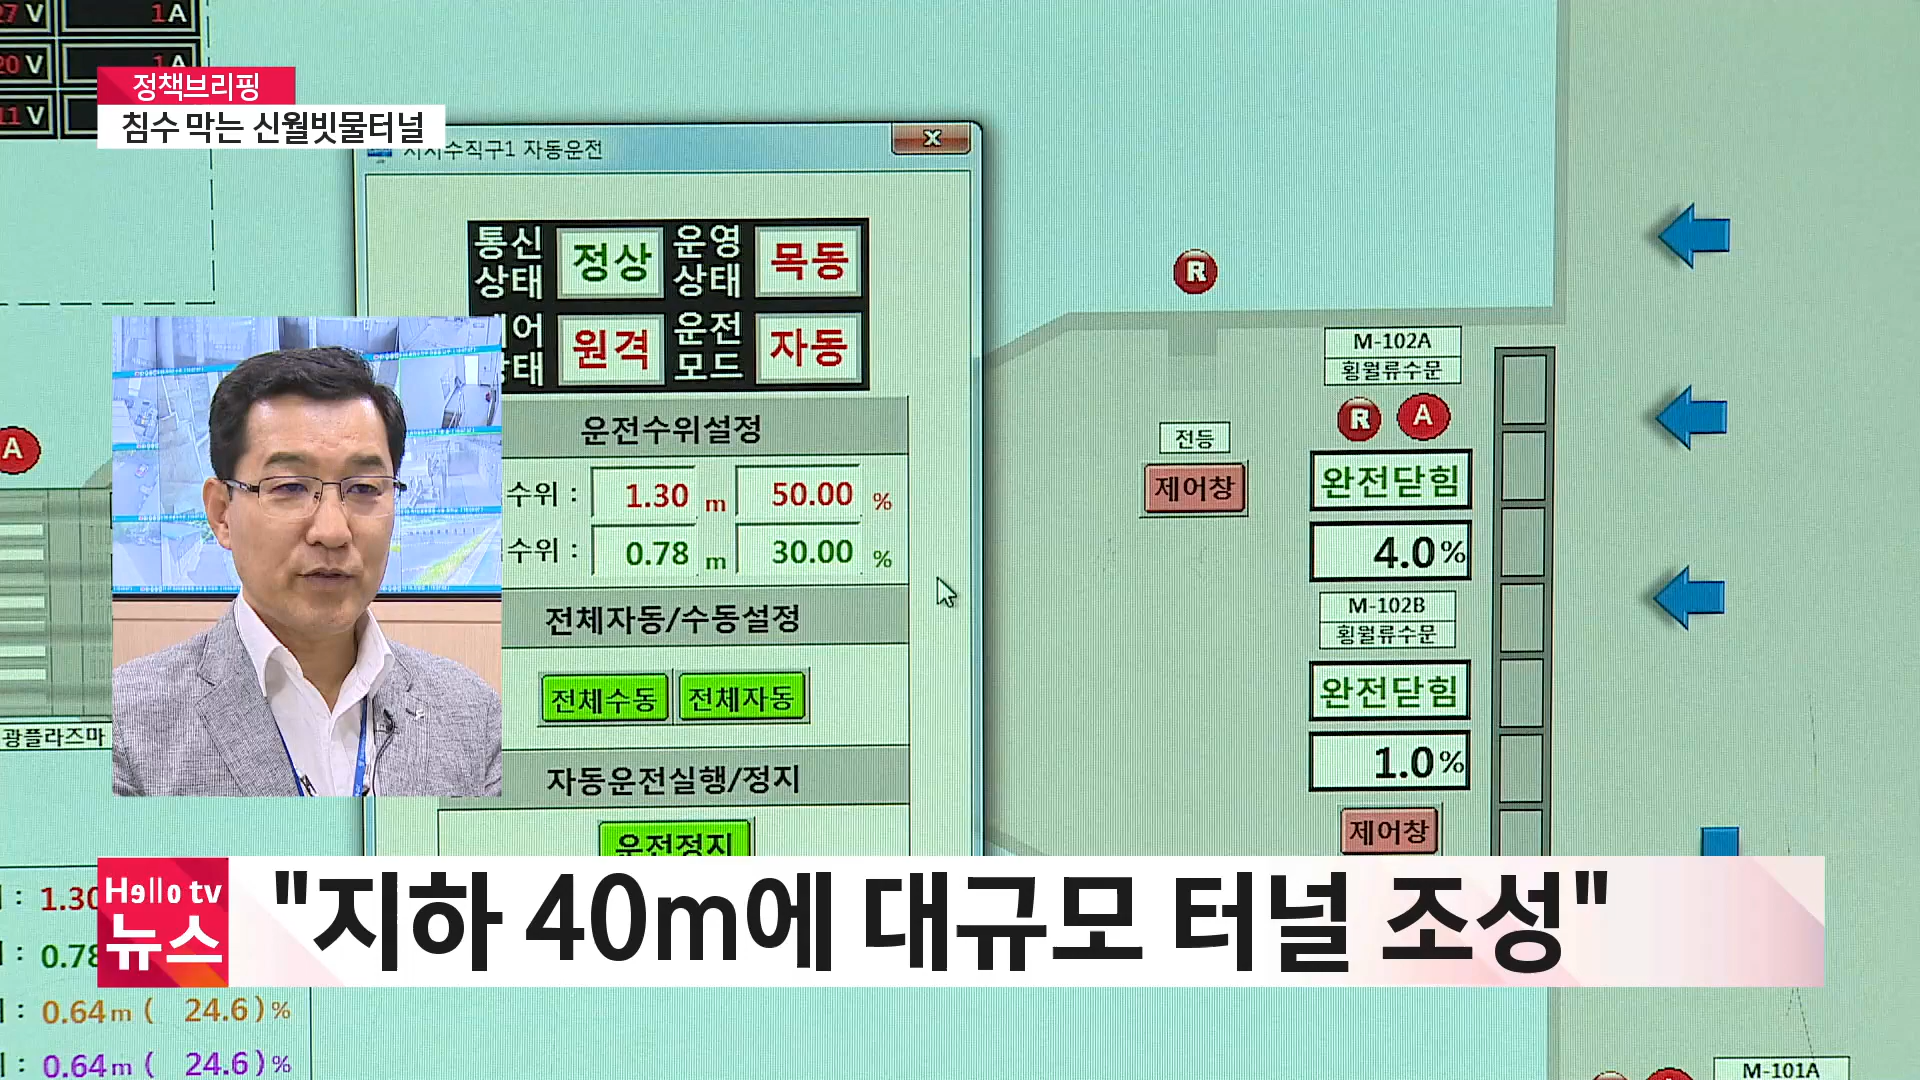 27 V 1 A
20 V 1 A
11 V
정책브리핑
침수 막는 신월빗물터널
수직구1 자동운전
통신상태 정상 운영상태 목동
원격 운전모드 자동
운전수위설정
수위 : 1.30 m 50.00 %
수위 : 0.78 m 30.00 %
전체자동/수동설정
전체수동 전체자동
자동운전실행/정지
운전정지
R
전등
제어창
M-102A
횡월류수문
R A
완전닫힘
4.0 %
M-102B
횡월류수문
완전닫힘
1.0 %
제어창
A
광플라즈마
Hello tv
뉴스
"지하 40m에 대규모 터널 조성"
: 1.30
: 0.78
: 0.64 m ( 24.6 ) %
: 0.64 m ( 24.6 ) %
M-101A